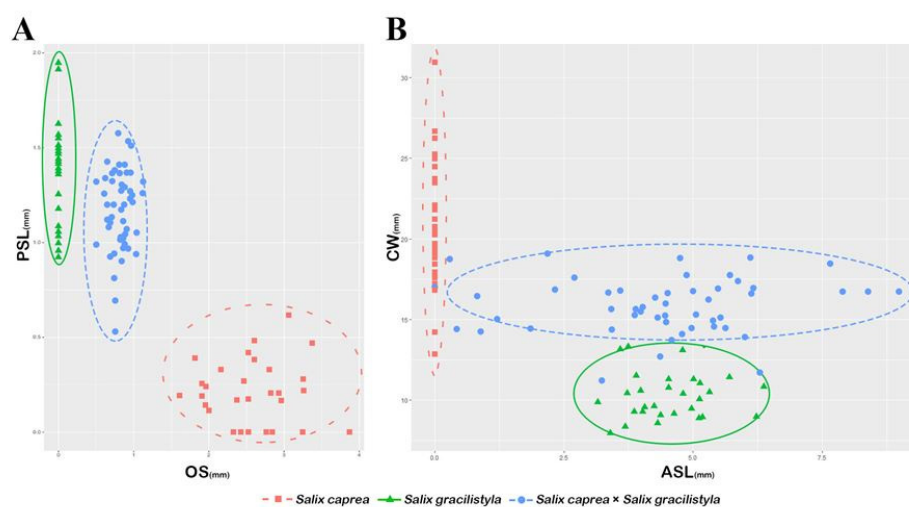 A
B
PSL(mm)
2.0
1.5
1.0
0.5
0.0
0
1
2
3
4
OS(mm)
CW(mm)
30
25
20
15
10
0.0
2.5
5.0
7.5
ASL(mm)
Salix caprea Salix gracilistyla Salix caprea × Salix gracilistyla